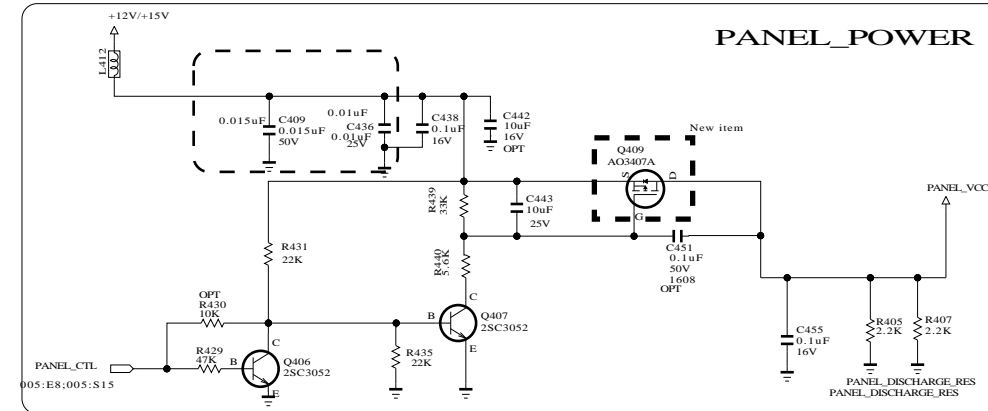 +12V/+15V
PANEL_POWER
L412
0.015uF
C409
0.015uF
50V
0.01uF
C436
0.01uF
25V
C438
0.1uF
16V
C442
10uF
16V
OPT
New item
Q409
AO3407A
S
D
G
PANEL_VCC
R439
33K
C443
10uF
25V
R431
22K
R440
5.6K
C451
0.1uF
50V
1608
OPT
OPT
R430
10K
C
B
Q407
2SC3052
E
C455
0.1uF
16V
R405
2.2K
R407
2.2K
PANEL_CTL
R429
47K
B
C
Q406
2SC3052
E
R435
22K
005:E8;005:S15
PANEL_DISCHARGE_RES
PANEL_DISCHARGE_RES